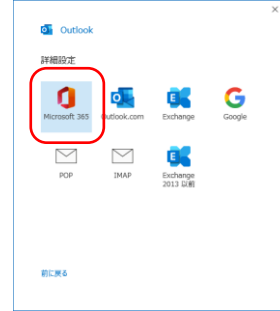 Outlook
詳細設定
Microsoft 365
Outlook.com
Exchange
Google
POP
IMAP
Exchange
2013 以前
前に戻る